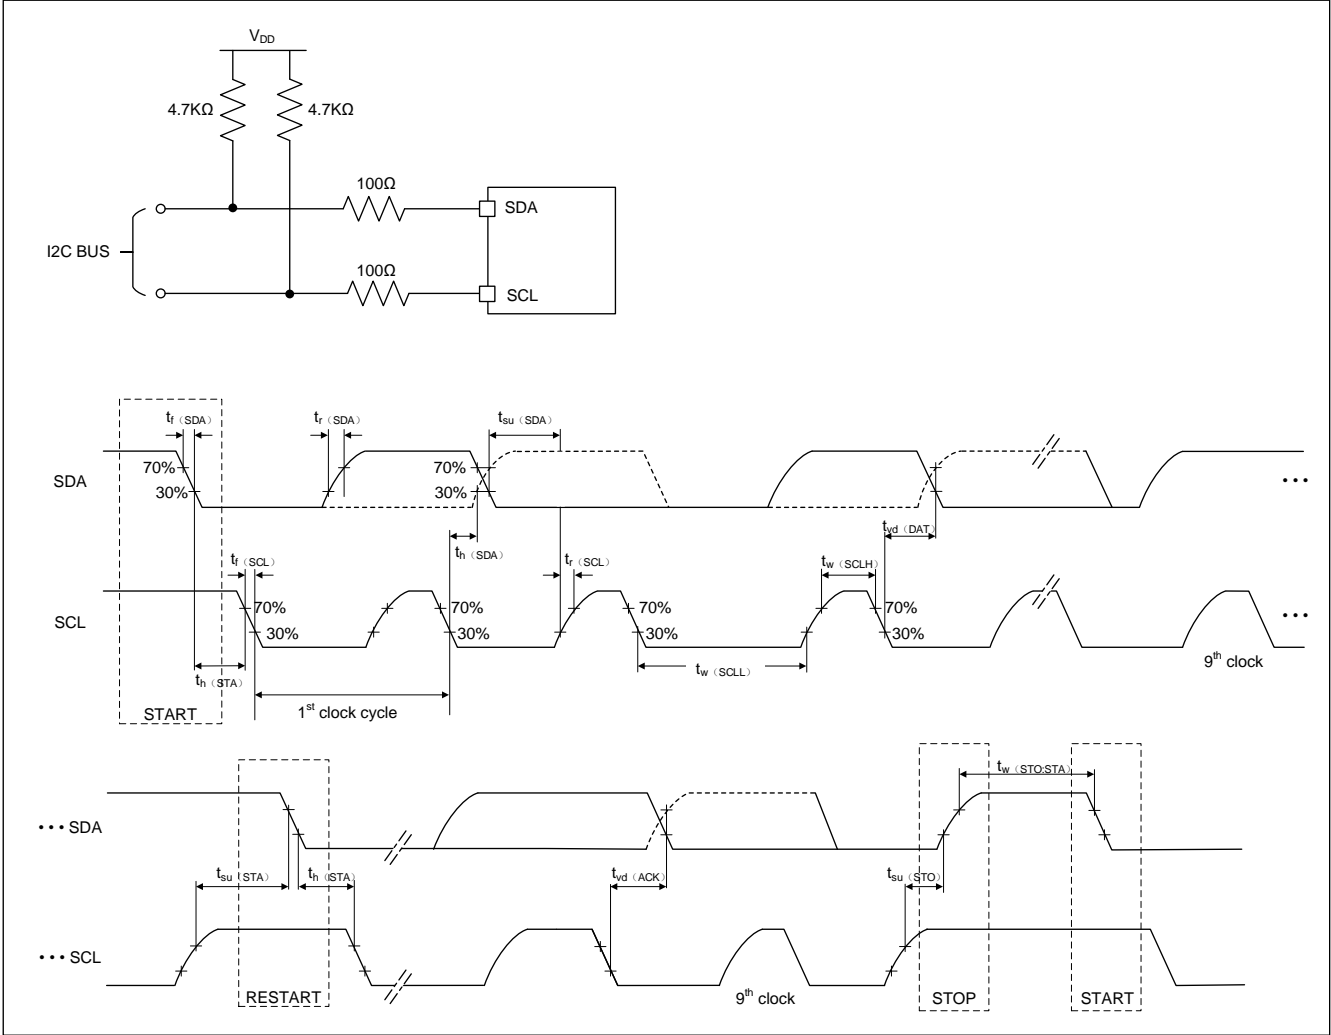 VDD
4.7KΩ 4.7KΩ
100Ω
SDA
I2C BUS
100Ω
SCL
tf（SDA） tr（SDA） tsu（SDA）
70% 70%
SDA
30% 30%
tvd（DAT）
th（SDA）
tf（SCL） tr（SCL） tw（SCLH）
70% 70% 70% 70%
SCL
30% 30% 30% 30%
9th clock
th（STA） tw（SCLL）
START 1st clock cycle
tw（STO:STA）
••• SDA
tsu（STA） th（STA） tvd（ACK） tsu（STO）
••• SCL
RESTART 9th clock STOP START